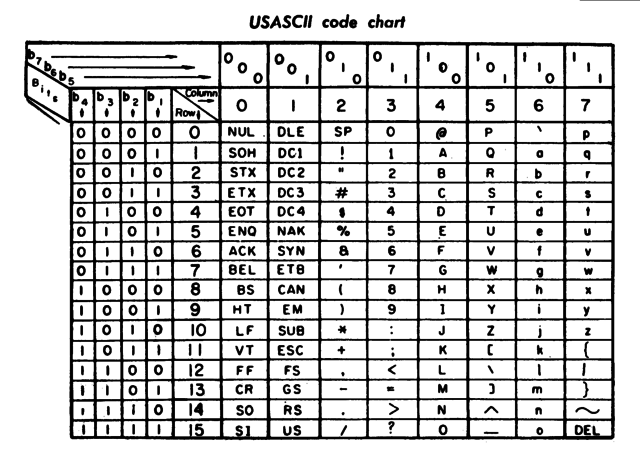 USASCII code chart
b7 b6 b5 0 0 0 0 0 1 0 1 0 0 1 1 1 0 0 1 0 1 1 1 0 1 1 1
Bits b4 b3 b2 b1 Column Row 0 1 2 3 4 5 6 7
0 0 0 0 0 NUL DLE SP 0 @ P ` p
0 0 0 1 1 SOH DC1 ! 1 A Q a q
0 0 1 0 2 STX DC2 " 2 B R b r
0 0 1 1 3 ETX DC3 # 3 C S c s
0 1 0 0 4 EOT DC4 $ 4 D T d t
0 1 0 1 5 ENQ NAK % 5 E U e u
0 1 1 0 6 ACK SYN & 6 F V f v
0 1 1 1 7 BEL ETB ' 7 G W g w
1 0 0 0 8 BS CAN ( 8 H X h x
1 0 0 1 9 HT EM ) 9 I Y i y
1 0 1 0 10 LF SUB * : J Z j z
1 0 1 1 11 VT ESC + ; K [ k {
1 1 0 0 12 FF FS , < L \ l |
1 1 0 1 13 CR GS - = M ] m }
1 1 1 0 14 SO RS . > N ^ n ~
1 1 1 1 15 SI US / ? O _ o DEL